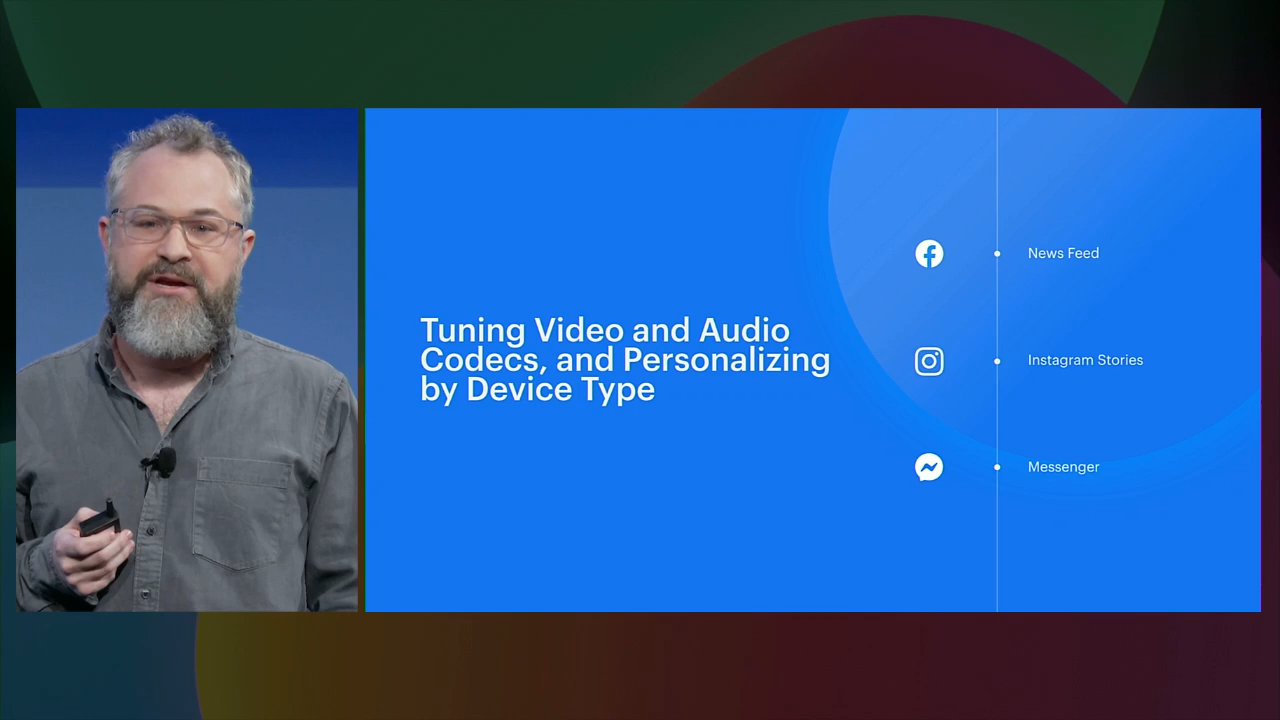 Tuning Video and Audio
Codecs, and Personalizing
by Device Type
News Feed
Instagram Stories
Messenger